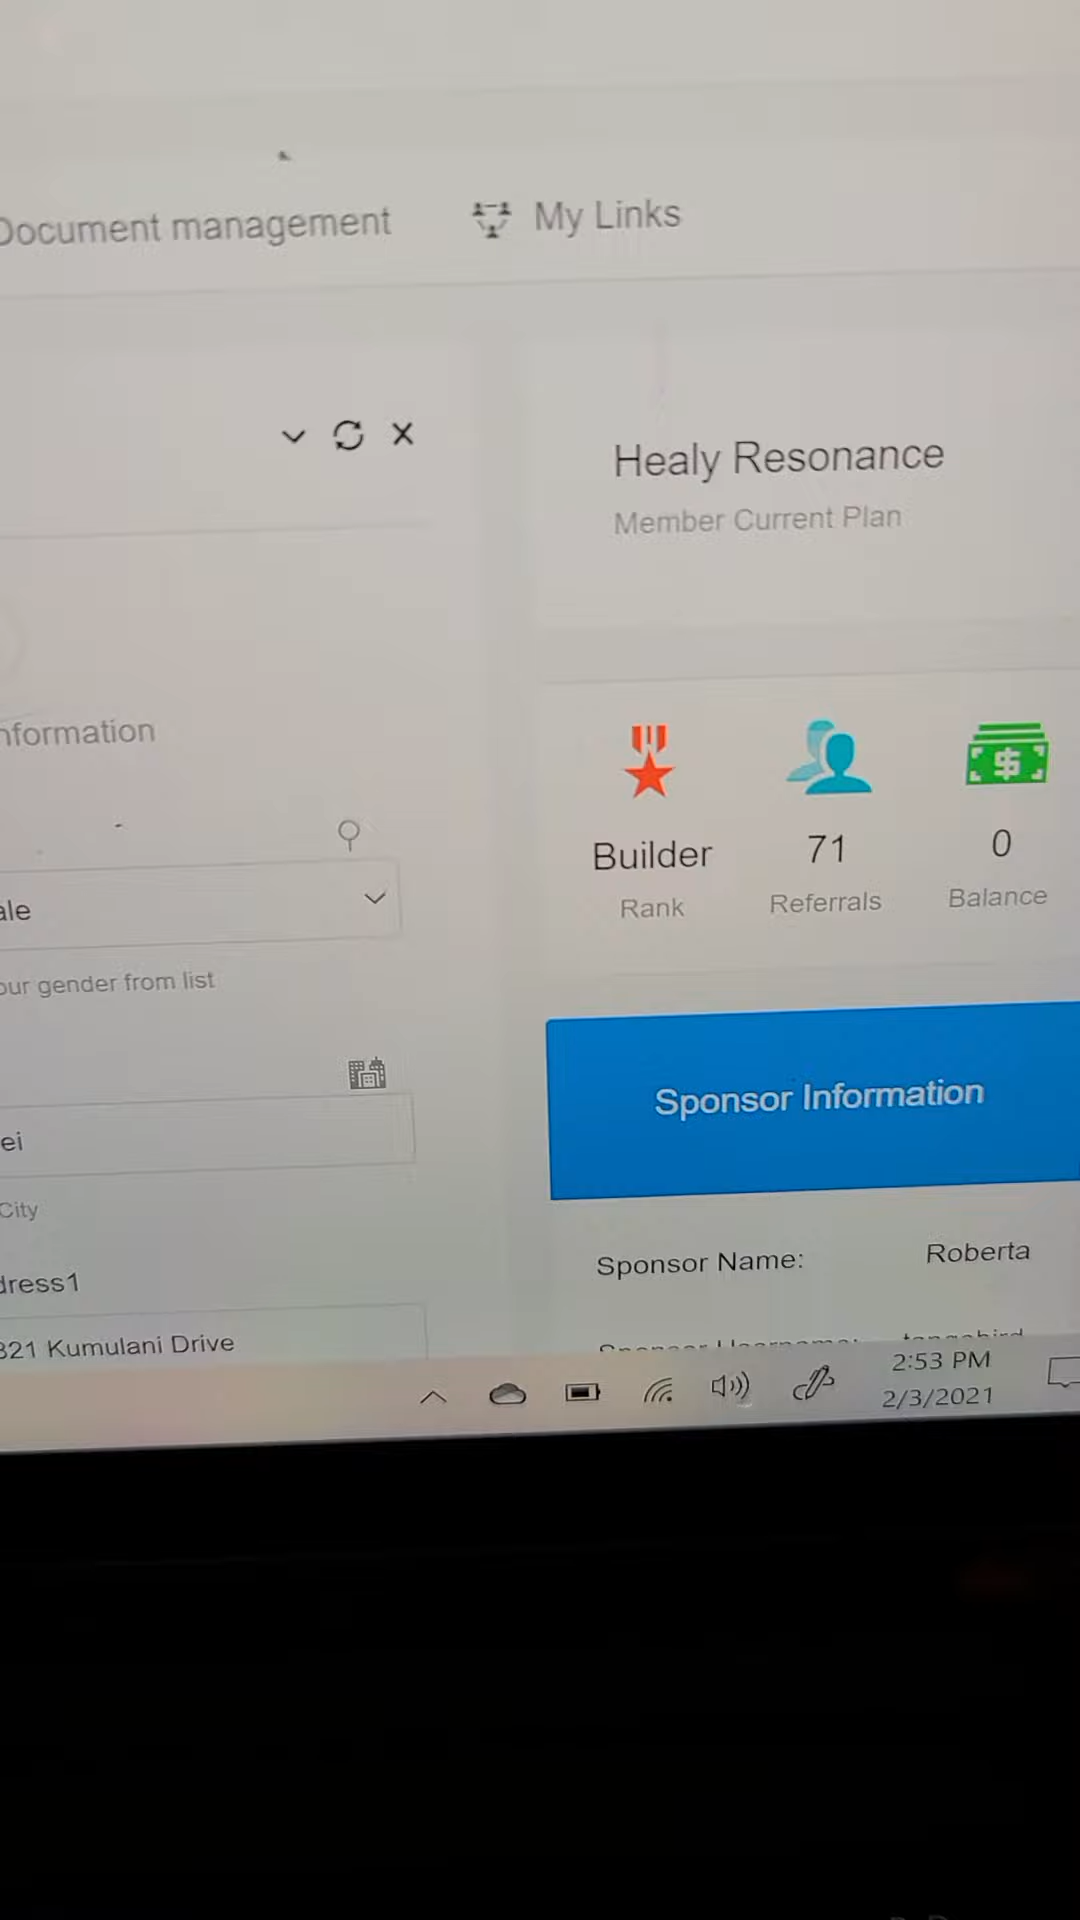 Document management
My Links
Healy Resonance
Member Current Plan
nformation
Builder
71
0
Rank
Referrals
Balance
ale
our gender from list
Sponsor Information
ei
City
Sponsor Name:
Roberta
dress1
321 Kumulani Drive
2:53 PM
2/3/2021